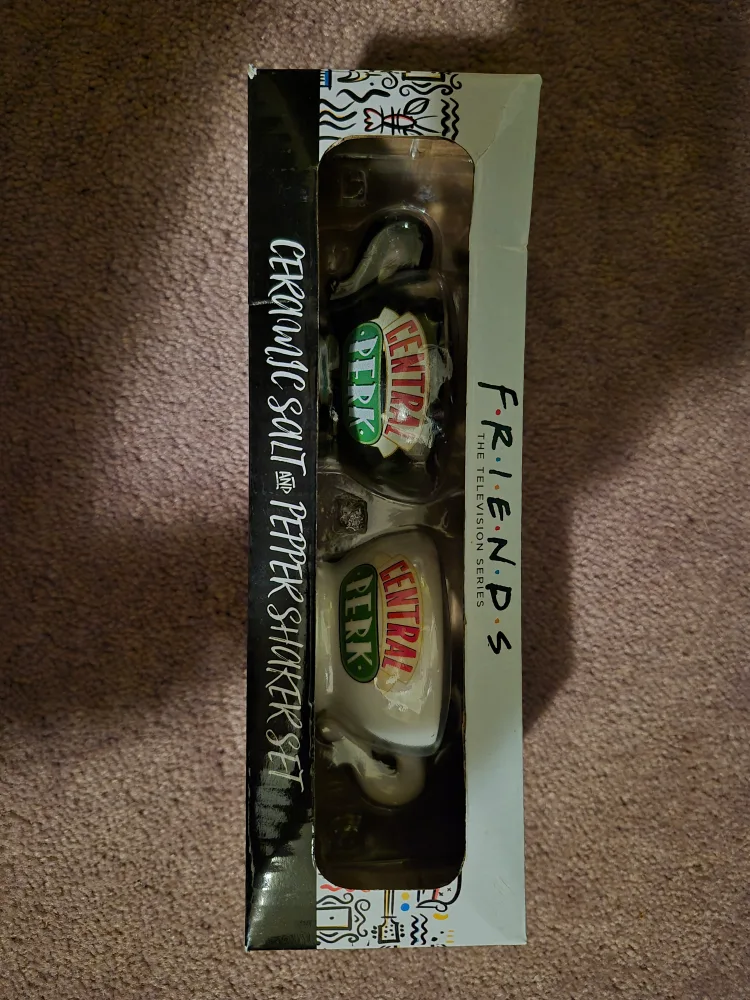 F·R·I·E·N·D·S
THE TELEVISION SERIES
CENTRAL
PERK
CENTRAL
PERK
CERAMIC SALT AND PEPPER SHAKER SET